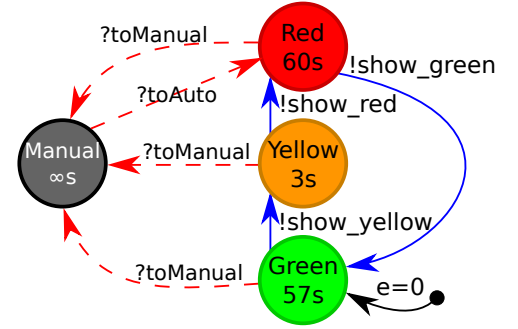 Red
60s
?toManual
!show_green
?toAuto
!show_red
Manual
∞s
?toManual
Yellow
3s
!show_yellow
?toManual
Green
57s
e=0